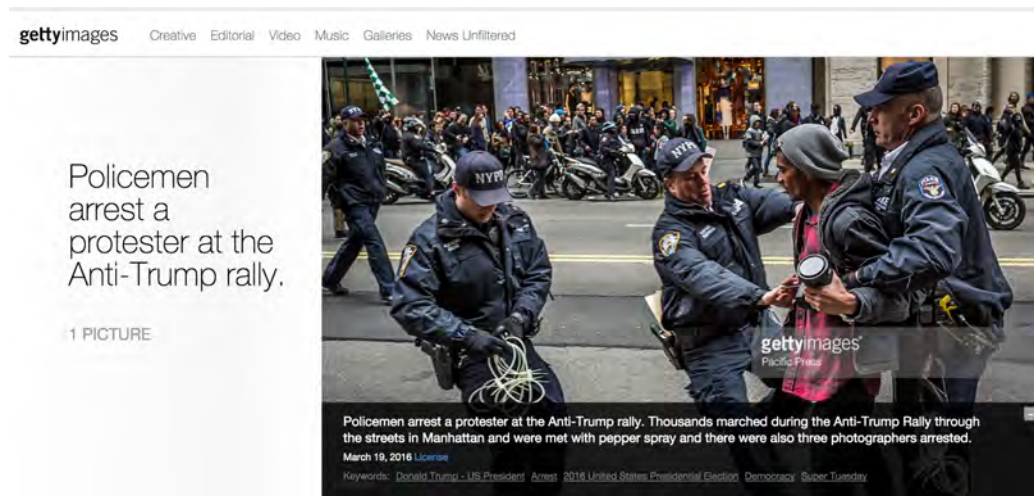 gettyimages Creative Editorial Video Music Galleries News Unfiltered
Policemen
arrest a
protester at the
Anti-Trump rally.
1 PICTURE
NYPD
NYPD
gettyimages®
Pacific Press
Policemen arrest a protester at the Anti-Trump rally. Thousands marched during the Anti-Trump Rally through
the streets in Manhattan and were met with pepper spray and there were also three photographers arrested.
March 19, 2016 License
Keywords: Donald Trump - US President Arrest 2016 United States Presidential Election Democracy Super Tuesday